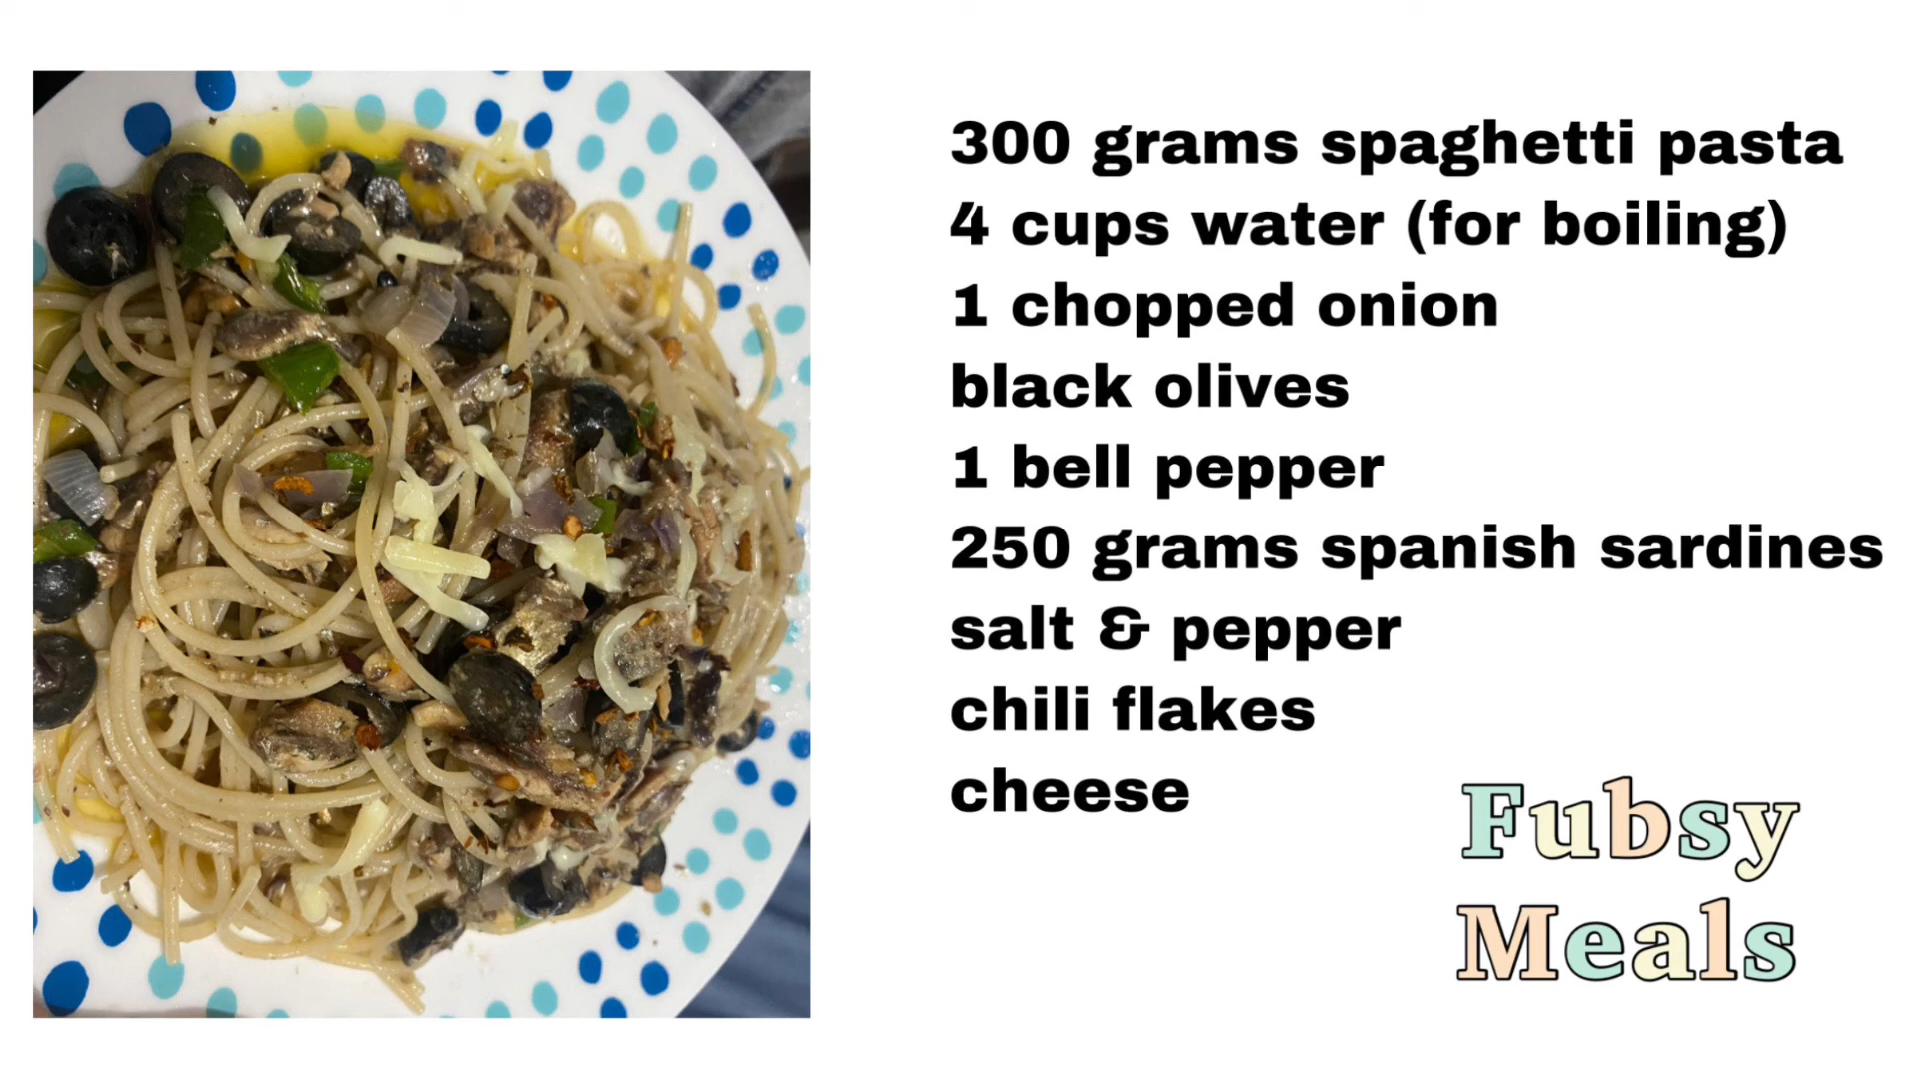 300 grams spaghetti pasta
4 cups water (for boiling)
1 chopped onion
black olives
1 bell pepper
250 grams spanish sardines
salt & pepper
chili flakes
cheese
Fubsy
Meals